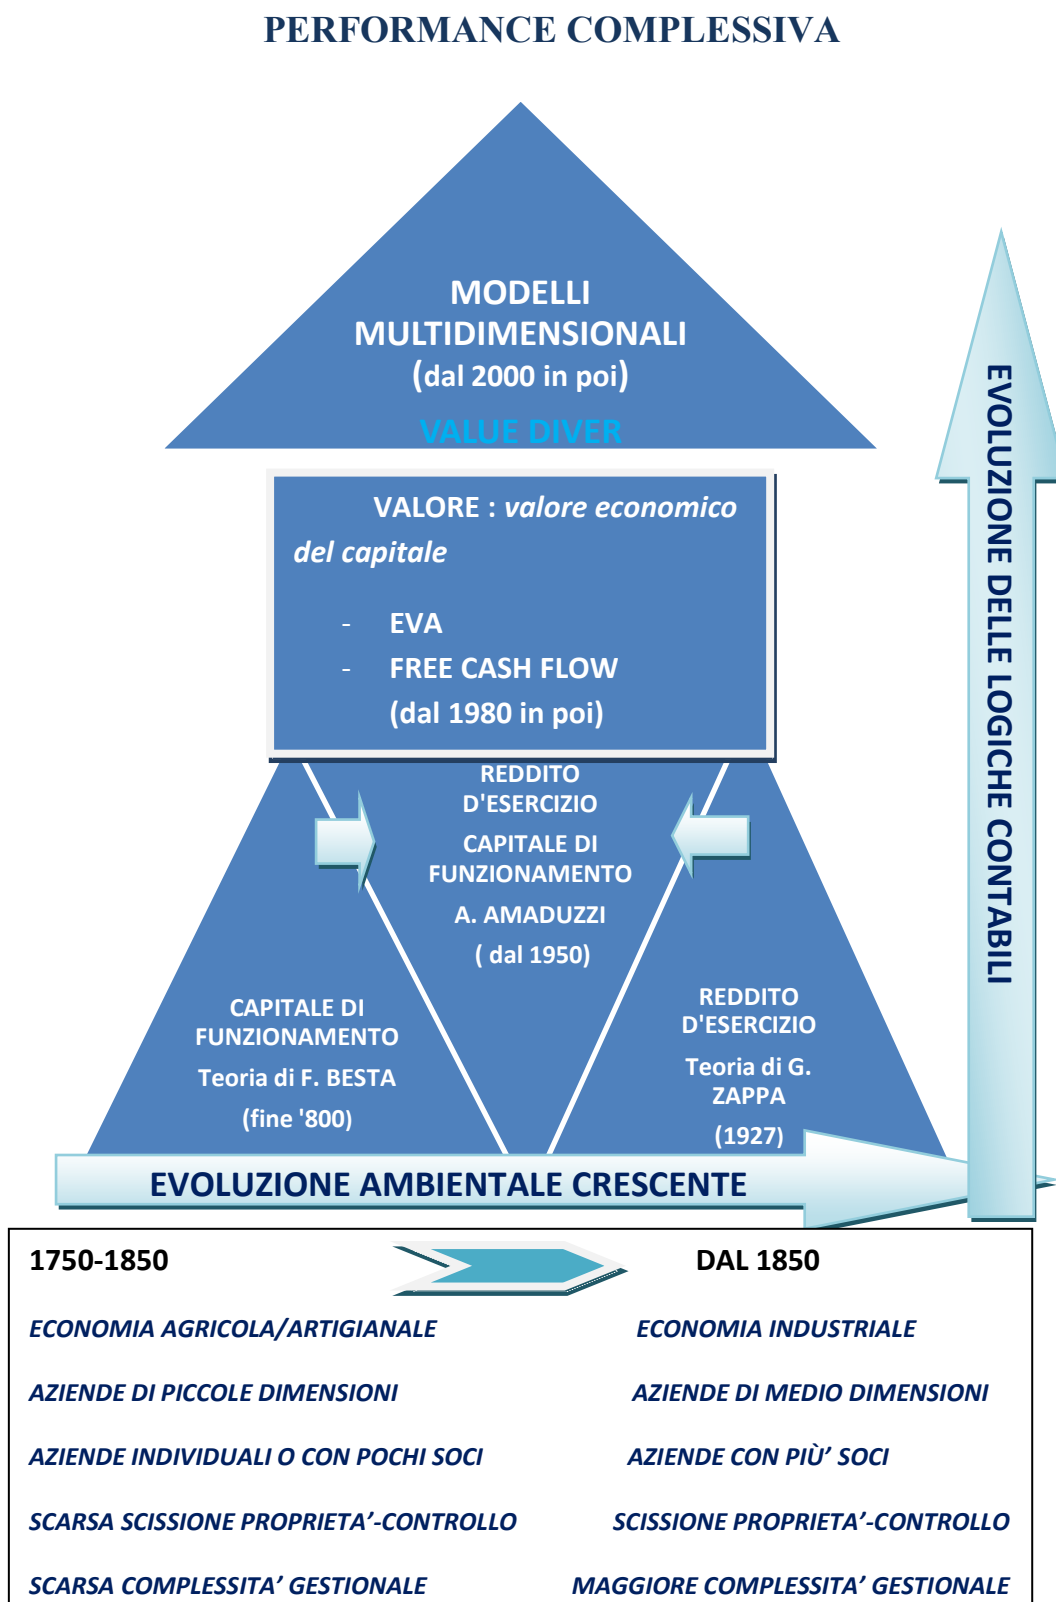 PERFORMANCE COMPLESSIVA
MODELLI
MULTIDIMENSIONALI
(dal 2000 in poi)
VALUE DIVER
VALORE : valore economico
del capitale
- EVA
- FREE CASH FLOW
(dal 1980 in poi)
REDDITO
D'ESERCIZIO
CAPITALE DI
FUNZIONAMENTO
A. AMADUZZI
( dal 1950)
CAPITALE DI
FUNZIONAMENTO
Teoria di F. BESTA
(fine '800)
REDDITO
D'ESERCIZIO
Teoria di G.
ZAPPA
(1927)
EVOLUZIONE DELLE LOGICHE CONTABILI
EVOLUZIONE AMBIENTALE CRESCENTE
1750-1850 DAL 1850
ECONOMIA AGRICOLA/ARTIGIANALE ECONOMIA INDUSTRIALE
AZIENDE DI PICCOLE DIMENSIONI AZIENDE DI MEDIO DIMENSIONI
AZIENDE INDIVIDUALI O CON POCHI SOCI AZIENDE CON PIÙ’ SOCI
SCARSA SCISSIONE PROPRIETA’-CONTROLLO SCISSIONE PROPRIETA’-CONTROLLO
SCARSA COMPLESSITA’ GESTIONALE MAGGIORE COMPLESSITA’ GESTIONALE